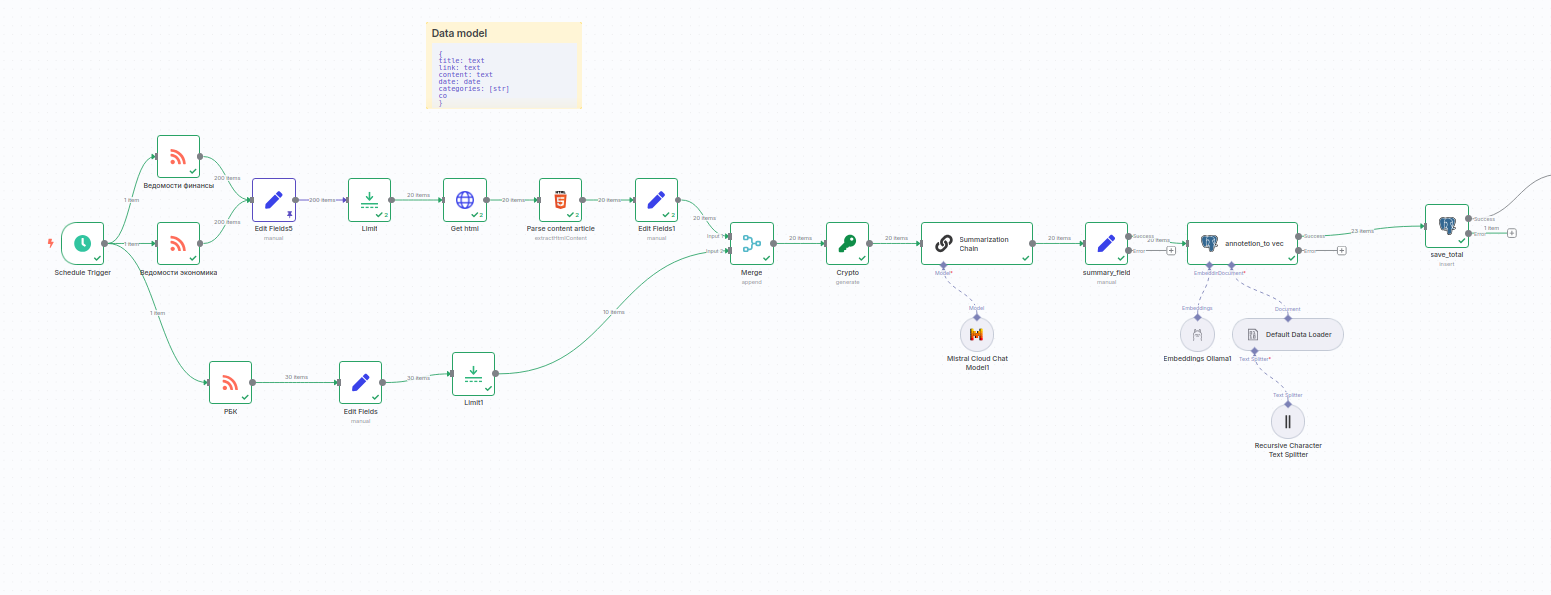 Data model
{
title: text
link: text
content: text
date: date
categories: [str]
co
}
Ведомости финансы
1 item
200 items
Edit Fields5
manual
200 items
Limit
2
20 items
Get html
2
20 items
Parse content article
extractHtmlContent
2
20 items
Edit Fields1
manual
2
20 items
Schedule Trigger
1 item
Ведомости экономика
200 items
Input 1
Input 2
Merge
append
20 items
Crypto
generate
20 items
Summarization
Chain
Model*
20 items
summary_field
manual
Success
20 items
Error
annotetion_to vec
Success
Error
23 items
save_total
insert
Success
Error
1 item
Document*
Model
Mistral Cloud Chat
Model1
Embeddings
Embeddings Ollama1
Document
Default Data Loader
Text Splitter*
Text Splitter
Recursive Character
Text Splitter
1 item
РБК
30 items
Edit Fields
manual
30 items
Limit1
10 items